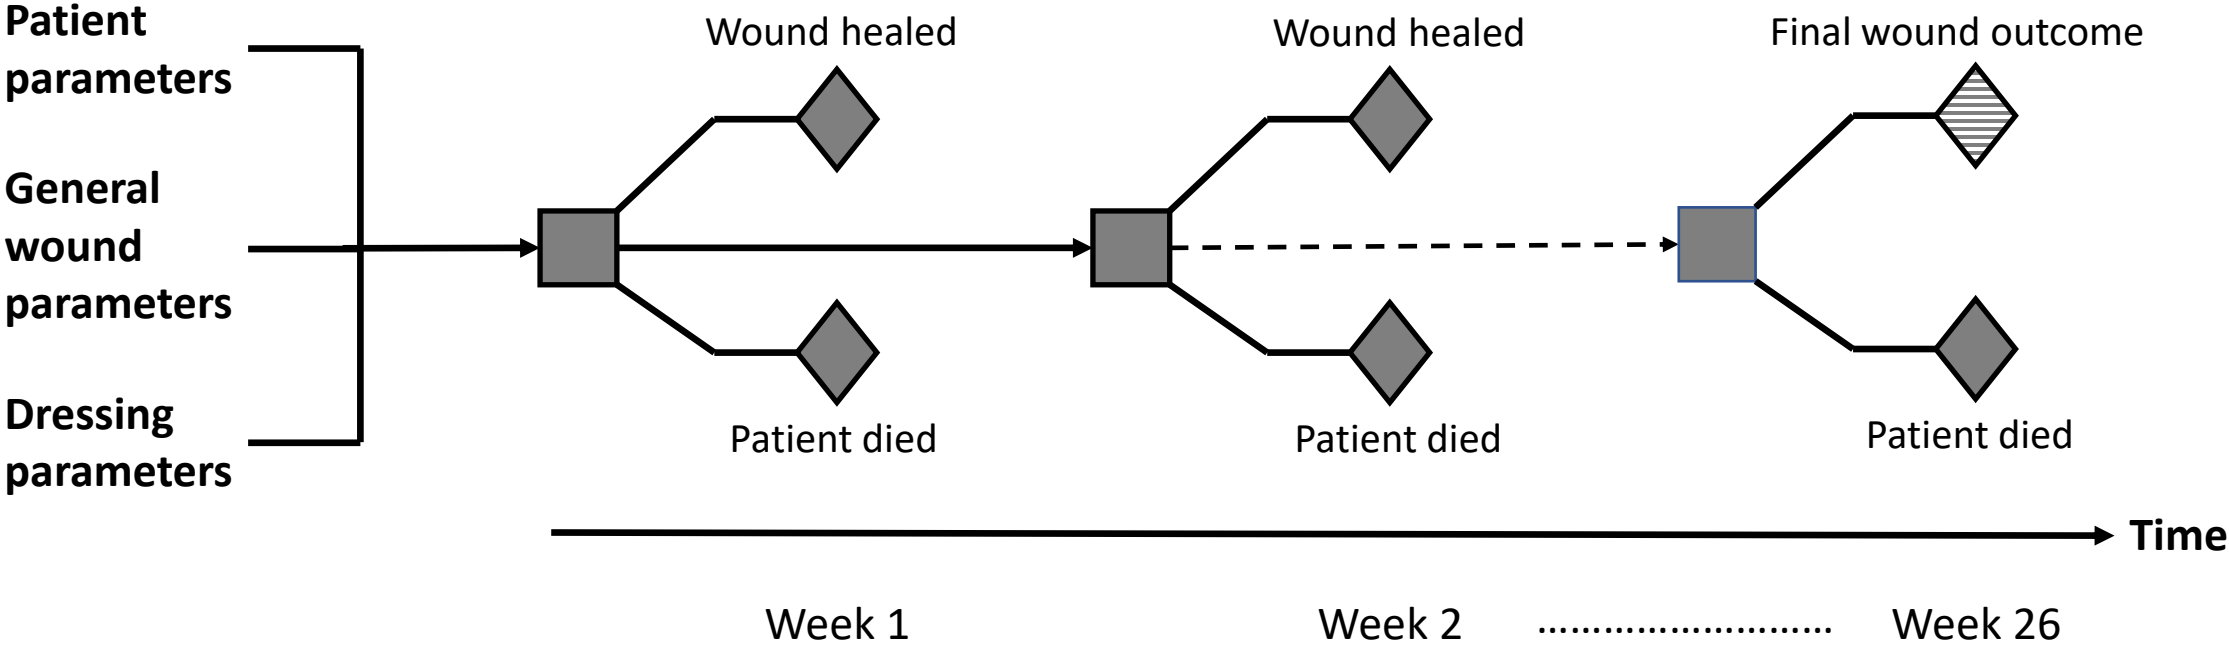 Patient
parameters
General
wound
parameters
Dressing
parameters
Wound healed
Wound healed
Final wound outcome
Patient died
Patient died
Patient died
Time
Week 1
Week 2
...........................
Week 26